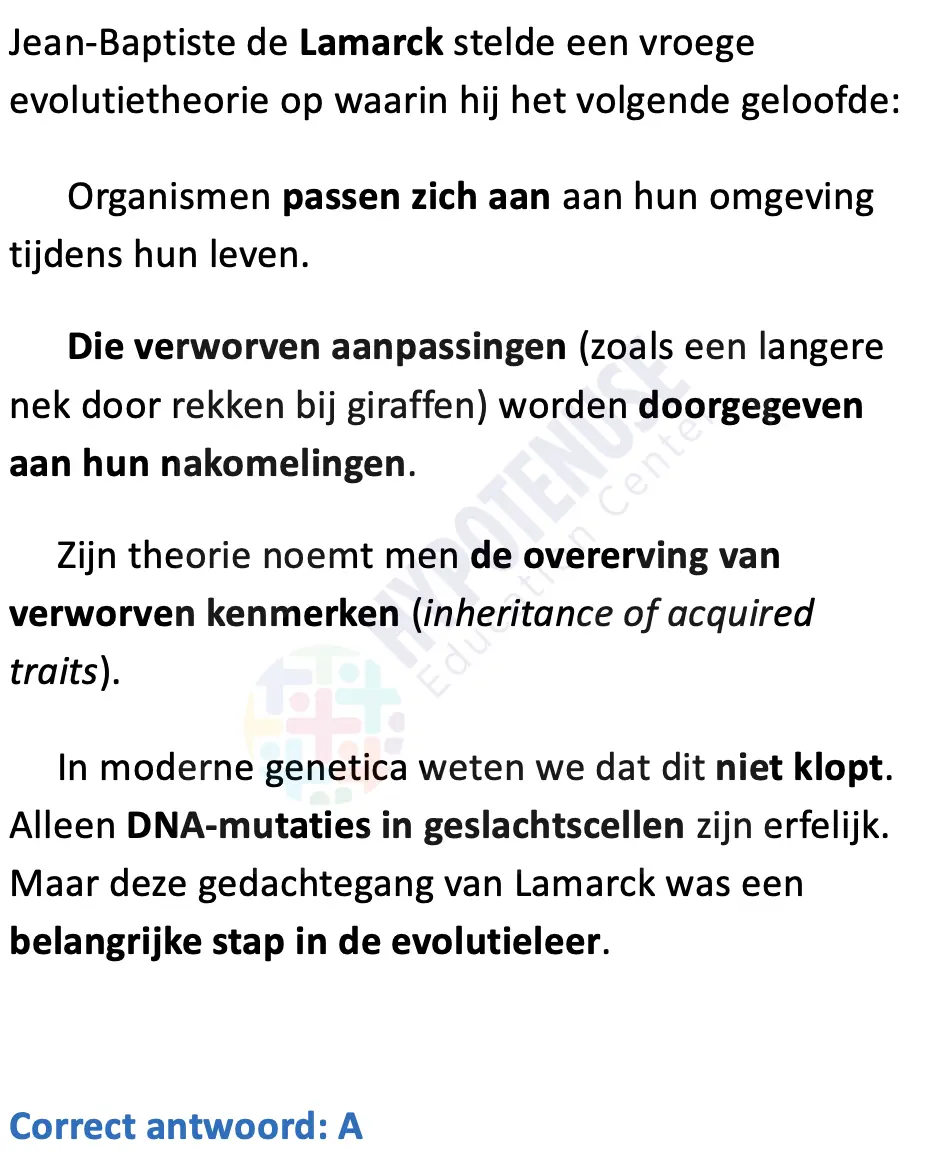 Jean-Baptiste de Lamarck stelde een vroege
evolutietheorie op waarin hij het volgende geloofde:
Organismen passen zich aan aan hun omgeving
tijdens hun leven.
Die verworven aanpassingen (zoals een langere
nek door rekken bij giraffen) worden doorgegeven
aan hun nakomelingen.
Zijn theorie noemt men de overerving van
verworven kenmerken (inheritance of acquired
traits).
In moderne genetica weten we dat dit niet klopt.
Alleen DNA-mutaties in geslachtscellen zijn erfelijk.
Maar deze gedachtegang van Lamarck was een
belangrijke stap in de evolutieleer.
Correct antwoord: A
HYPOTENUSE
Education Center